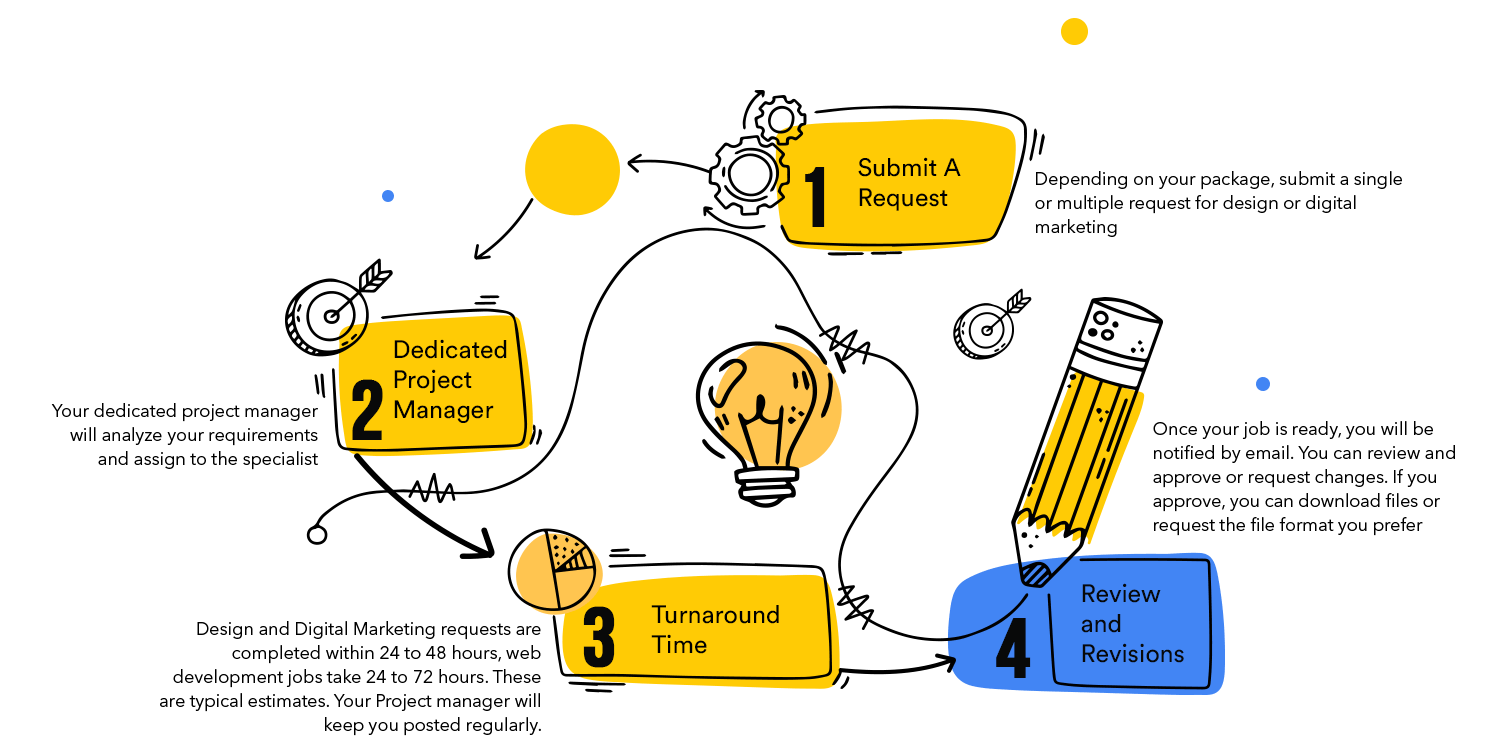 1
Submit A
Request
Depending on your package, submit a single
or multiple request for design or digital
marketing
2
Dedicated
Project
Manager
Your dedicated project manager
will analyze your requirements
and assign to the specialist
3
Turnaround
Time
Design and Digital Marketing requests are
completed within 24 to 48 hours, web
development jobs take 24 to 72 hours. These
are typical estimates. Your Project manager will
keep you posted regularly.
4
Review
and
Revisions
Once your job is ready, you will be
notified by email. You can review and
approve or request changes. If you
approve, you can download files or
request the file format you prefer